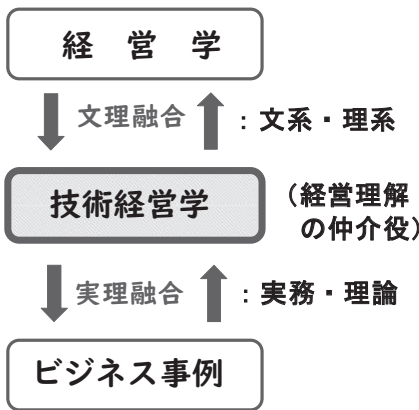 経 営 学
文理融合 : 文系・理系
技術経営学
(経営理解
の仲介役)
実理融合 : 実務・理論
ビジネス事例